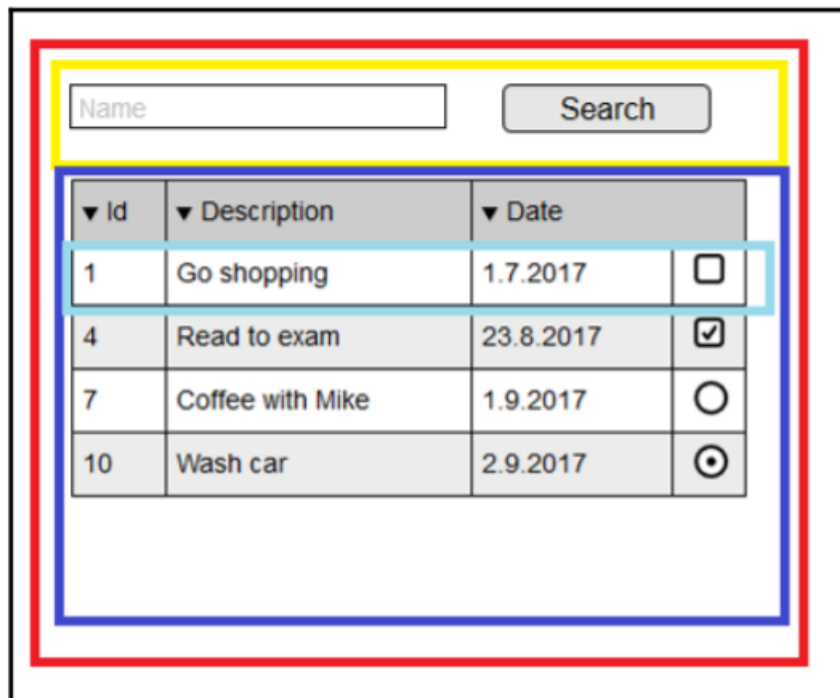 Name Search
▼ Id ▼ Description ▼ Date
1 Go shopping 1.7.2017
4 Read to exam 23.8.2017
7 Coffee with Mike 1.9.2017
10 Wash car 2.9.2017